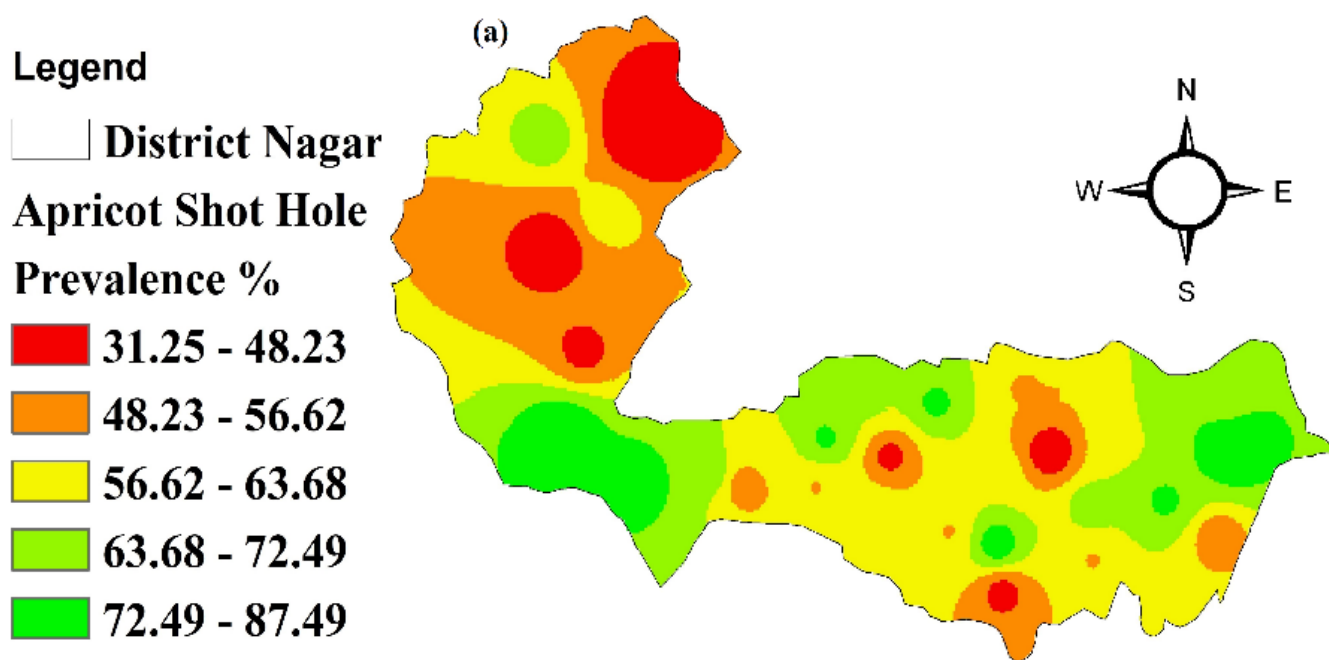 (a)
Legend
District Nagar
Apricot Shot Hole
Prevalence %
31.25 - 48.23
48.23 - 56.62
56.62 - 63.68
63.68 - 72.49
72.49 - 87.49
N
W
E
S